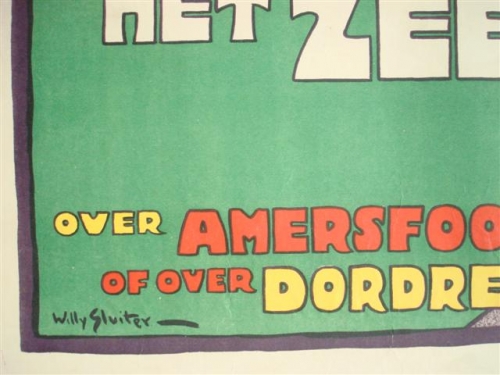 HET ZEE
OVER AMERSFOO
OF OVER DORDRE
Willy Sluiter